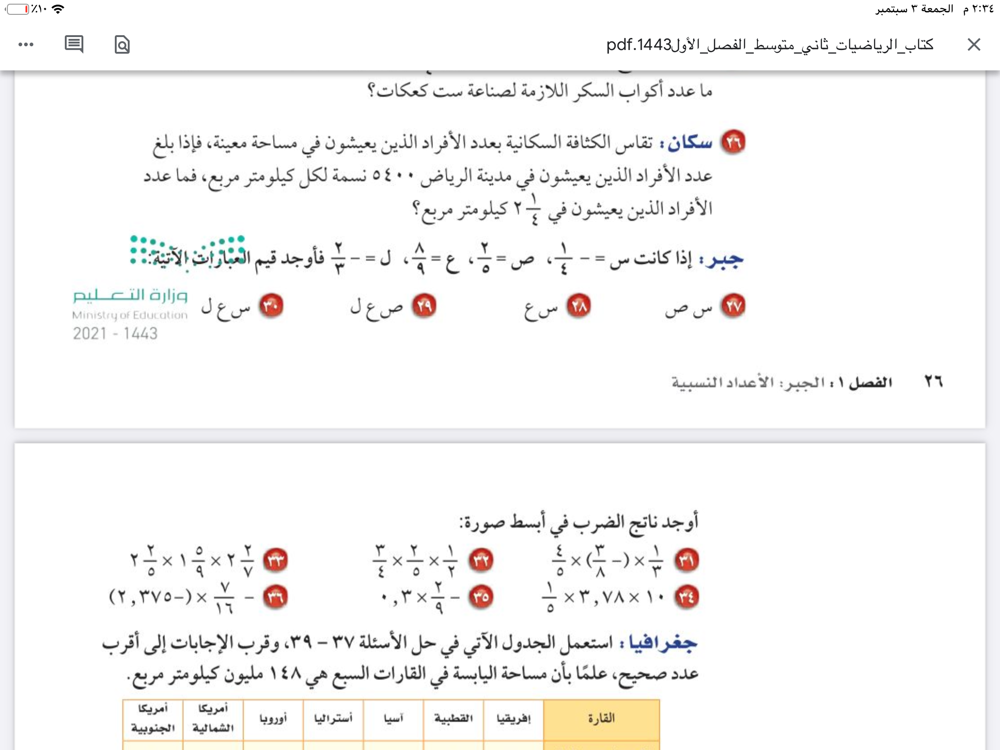 ٢:٣٤ م الجمعة ٣ سبتمبر
٪١٠
كتاب_الرياضيات_ثاني_متوسط_الفصل_الأول1443.pdf
ما عدد أكواب السكر اللازمة لصناعة ست كعكات؟
٢٦ سكان: تقاس الكثافة السكانية بعدد الأفراد الذين يعيشون في مساحة معينة، فإذا بلغ
عدد الأفراد الذين يعيشون في مدينة الرياض ٥٤٠٠ نسمة لكل كيلومتر مربع، فما عدد
الأفراد الذين يعيشون في ٢ ١/٤ كيلومتر مربع؟
جبر: إذا كانت س = − ١/٤، ص = ٢/٥، ع = ٨/٩، ل = − ٢/٣ فأوجد قيم العبارات الآتية:
٢٧ س ص ٢٨ س ع ٢٩ ص ع ل ٣٠ س ع ل
وزارة التعليم
Ministry of Education
2021 - 1443
٢٦ الفصل ١: الجبر: الأعداد النسبية
أوجد ناتج الضرب في أبسط صورة:
٣١ ١/٣ × (− ٣/٨) × ٤/٥ ٣٢ ١/٢ × ٢/٥ × ٣/٤ ٣٣ ٢ ٢/٧ × ١ ٥/٩ × ٢ ٢/٥
٣٤ ١٠ × ٣,٧٨ × ١/٥ ٣٥ − ٢/٩ × ٠,٣ ٣٦ − ٧/١٦ × (−٢,٣٧٥)
جغرافيا: استعمل الجدول الآتي في حل الأسئلة ٣٧ – ٣٩، وقرب الإجابات إلى أقرب
عدد صحيح، علمًا بأن مساحة اليابسة في القارات السبع هي ١٤٨ مليون كيلومتر مربع.
القارة إفريقيا القطبية آسيا أستراليا أوروبا أمريكا الشمالية أمريكا الجنوبية